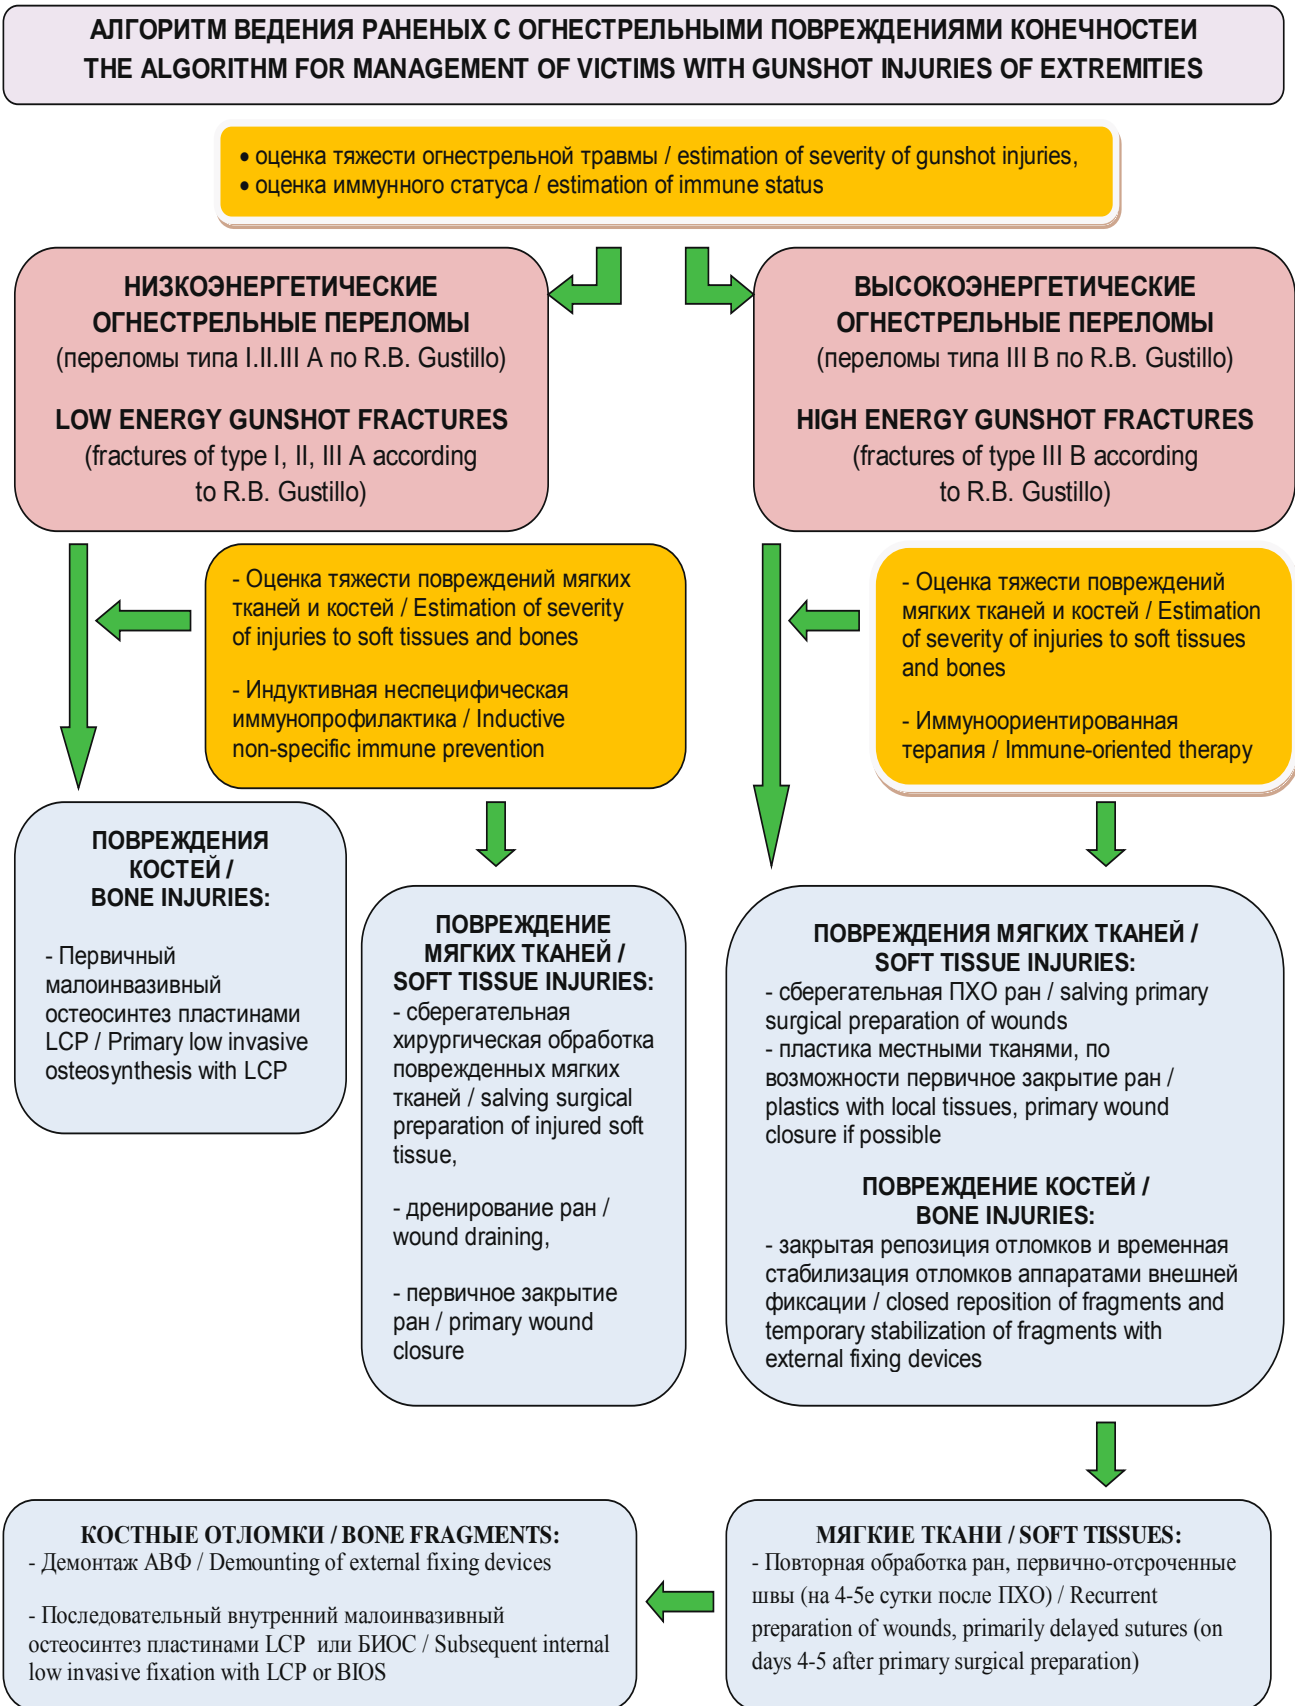 АЛГОРИТМ ВЕДЕНИЯ РАНЕНЫХ С ОГНЕСТРЕЛЬНЫМИ ПОВРЕЖДЕНИЯМИ КОНЕЧНОСТЕИ
THE ALGORITHM FOR MANAGEMENT OF VICTIMS WITH GUNSHOT INJURIES OF EXTREMITIES
• оценка тяжести огнестрельной травмы / estimation of severity of gunshot injuries,
• оценка иммунного статуса / estimation of immune status
НИЗКОЭНЕРГЕТИЧЕСКИЕ
ОГНЕСТРЕЛЬНЫЕ ПЕРЕЛОМЫ
(переломы типа I.II.III А по R.B. Gustillo)
LOW ENERGY GUNSHOT FRACTURES
(fractures of type I, II, III A according
to R.B. Gustillo)
ВЫСОКОЭНЕРГЕТИЧЕСКИЕ
ОГНЕСТРЕЛЬНЫЕ ПЕРЕЛОМЫ
(переломы типа III В по R.B. Gustillo)
HIGH ENERGY GUNSHOT FRACTURES
(fractures of type III B according
to R.B. Gustillo)
- Оценка тяжести повреждений мягких
тканей и костей / Estimation of severity
of injuries to soft tissues and bones
- Индуктивная неспецифическая
иммунопрофилактика / Inductive
non-specific immune prevention
- Оценка тяжести повреждений
мягких тканей и костей / Estimation
of severity of injuries to soft tissues
and bones
- Иммуноориентированная
терапия / Immune-oriented therapy
ПОВРЕЖДЕНИЯ
КОСТЕЙ /
BONE INJURIES:
- Первичный
малоинвазивный
остеосинтез пластинами
LCP / Primary low invasive
osteosynthesis with LCP
ПОВРЕЖДЕНИЕ
МЯГКИХ ТКАНЕЙ /
SOFT TISSUE INJURIES:
- сберегательная
хирургическая обработка
поврежденных мягких
тканей / salving surgical
preparation of injured soft
tissue,
- дренирование ран /
wound draining,
- первичное закрытие
ран / primary wound
closure
ПОВРЕЖДЕНИЯ МЯГКИХ ТКАНЕЙ /
SOFT TISSUE INJURIES:
- сберегательная ПХО ран / salving primary
surgical preparation of wounds
- пластика местными тканями, по
возможности первичное закрытие ран /
plastics with local tissues, primary wound
closure if possible
ПОВРЕЖДЕНИЕ КОСТЕЙ /
BONE INJURIES:
- закрытая репозиция отломков и временная
стабилизация отломков аппаратами внешней
фиксации / closed reposition of fragments and
temporary stabilization of fragments with
external fixing devices
КОСТНЫЕ ОТЛОМКИ / BONE FRAGMENTS:
- Демонтаж АВФ / Demounting of external fixing devices
- Последовательный внутренний малоинвазивный
остеосинтез пластинами LCP или БИОС / Subsequent internal
low invasive fixation with LCP or BIOS
МЯГКИЕ ТКАНИ / SOFT TISSUES:
- Повторная обработка ран, первично-отсроченные
швы (на 4-5е сутки после ПХО) / Recurrent
preparation of wounds, primarily delayed sutures (on
days 4-5 after primary surgical preparation)